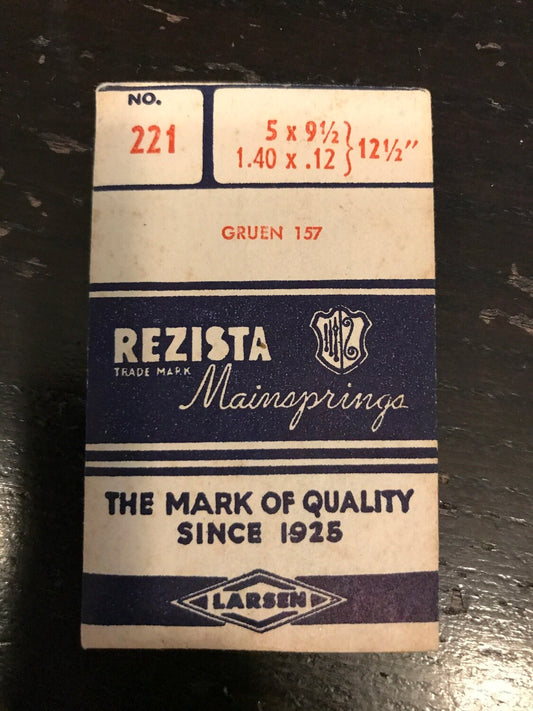 NO.
221
5 x 9½
1.40 x .12 } 12½"
GRUEN 157
REZISTA
TRADE MARK
Mainsprings
THE MARK OF QUALITY
SINCE 1925
LARSEN